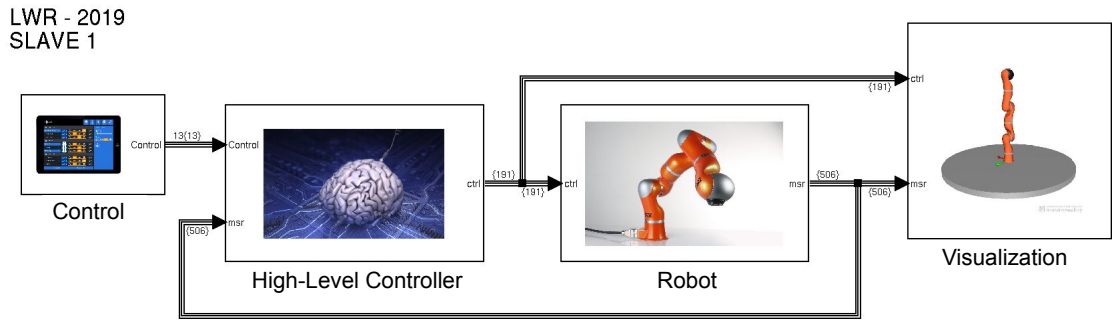 LWR - 2019
SLAVE 1
Control
13{13}
Control
Control
msr
{506}
ctrl
{191}
{191}
High-Level Controller
ctrl
msr
{506}
{506}
Robot
{191}
ctrl
msr
Visualization